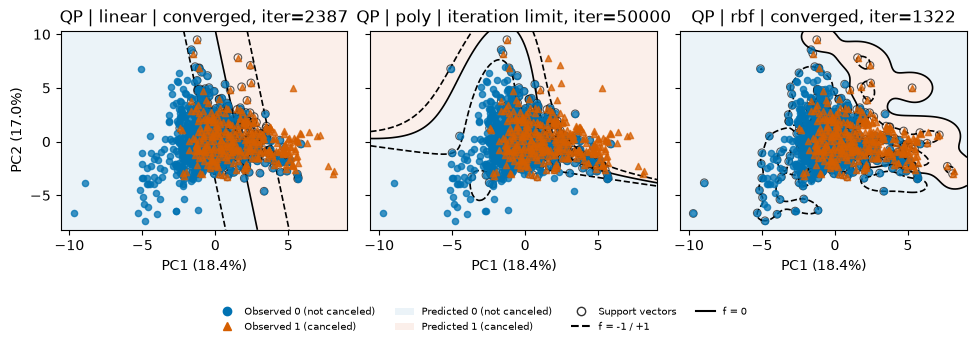 QP | linear | converged, iter=2387
QP | poly | iteration limit, iter=50000
QP | rbf | converged, iter=1322
10
5
0
−5
PC2 (17.0%)
−10
−5
0
5
PC1 (18.4%)
−10
−5
0
5
PC1 (18.4%)
−10
−5
0
5
PC1 (18.4%)
Observed 0 (not canceled)
Observed 1 (canceled)
Predicted 0 (not canceled)
Predicted 1 (canceled)
Support vectors
f = -1 / +1
f = 0